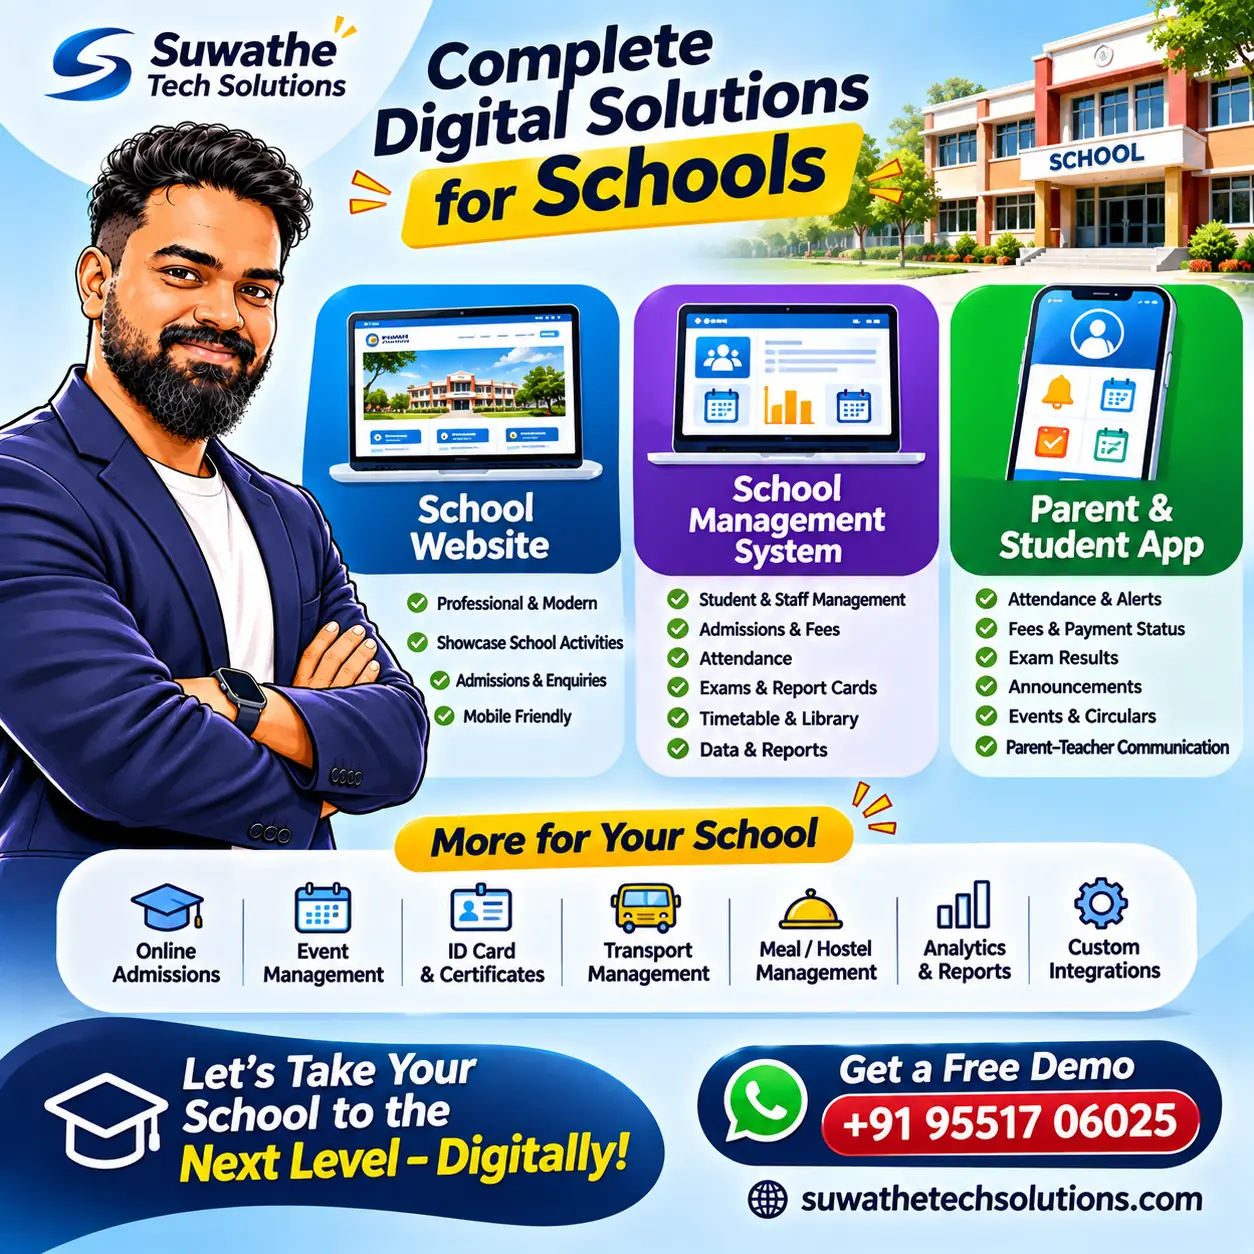 Suwathe
Tech Solutions
Complete
Digital Solutions
for Schools
SCHOOL
School
Website
Professional & Modern
Showcase School Activities
Admissions & Enquiries
Mobile Friendly
School
Management
System
Student & Staff Management
Admissions & Fees
Attendance
Exams & Report Cards
Timetable & Library
Data & Reports
Parent &
Student App
Attendance & Alerts
Fees & Payment Status
Exam Results
Announcements
Events & Circulars
Parent–Teacher Communication
More for Your School
Online
Admissions
Event
Management
ID Card
& Certificates
Transport
Management
Meal / Hostel
Management
Analytics
& Reports
Custom
Integrations
Let's Take Your
School to the
Next Level – Digitally!
Get a Free Demo
+91 95517 06025
suwathetechsolutions.com